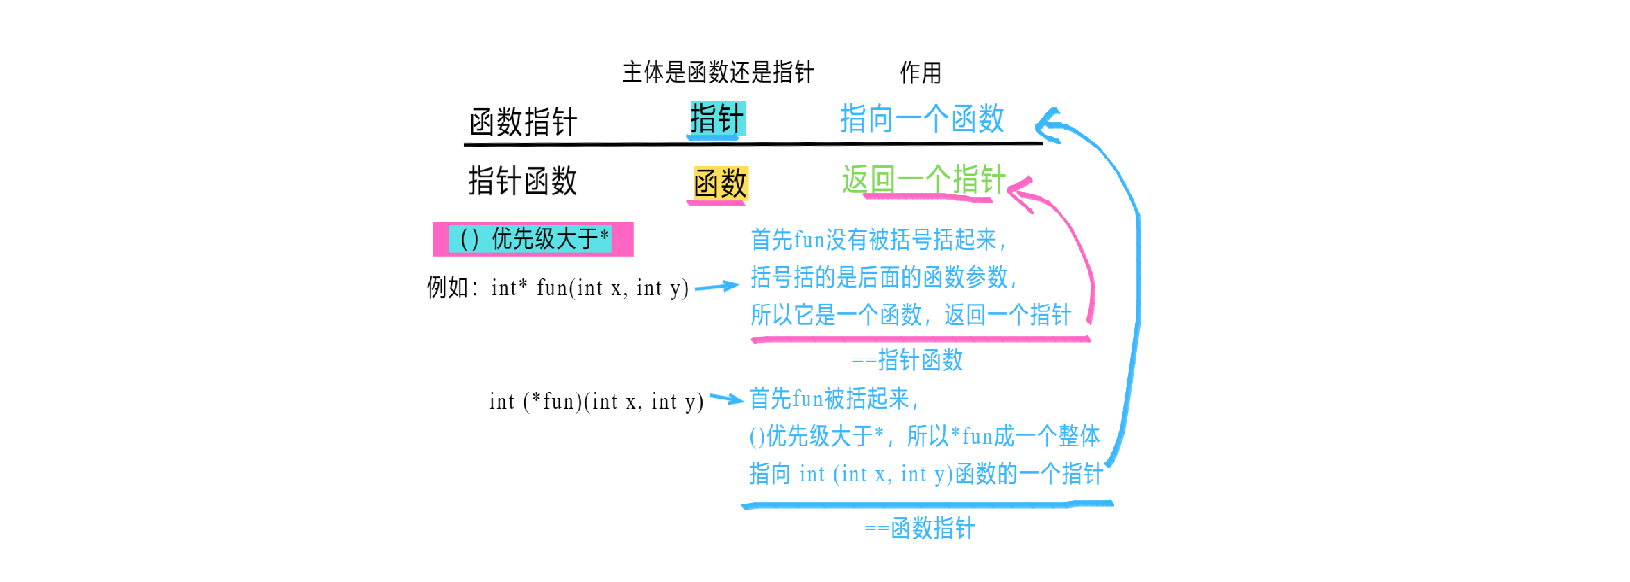 主体是函数还是指针 作用
函数指针 指针 指向一个函数
指针函数 函数 返回一个指针
（）优先级大于*
首先fun没有被括号括起来，
例如：int* fun(int x, int y)
括号括的是后面的函数参数，
所以它是一个函数，返回一个指针
==指针函数
int (*fun)(int x, int y)
首先fun被括起来，
()优先级大于*，所以*fun成一个整体
指向 int (int x, int y)函数的一个指针
==函数指针